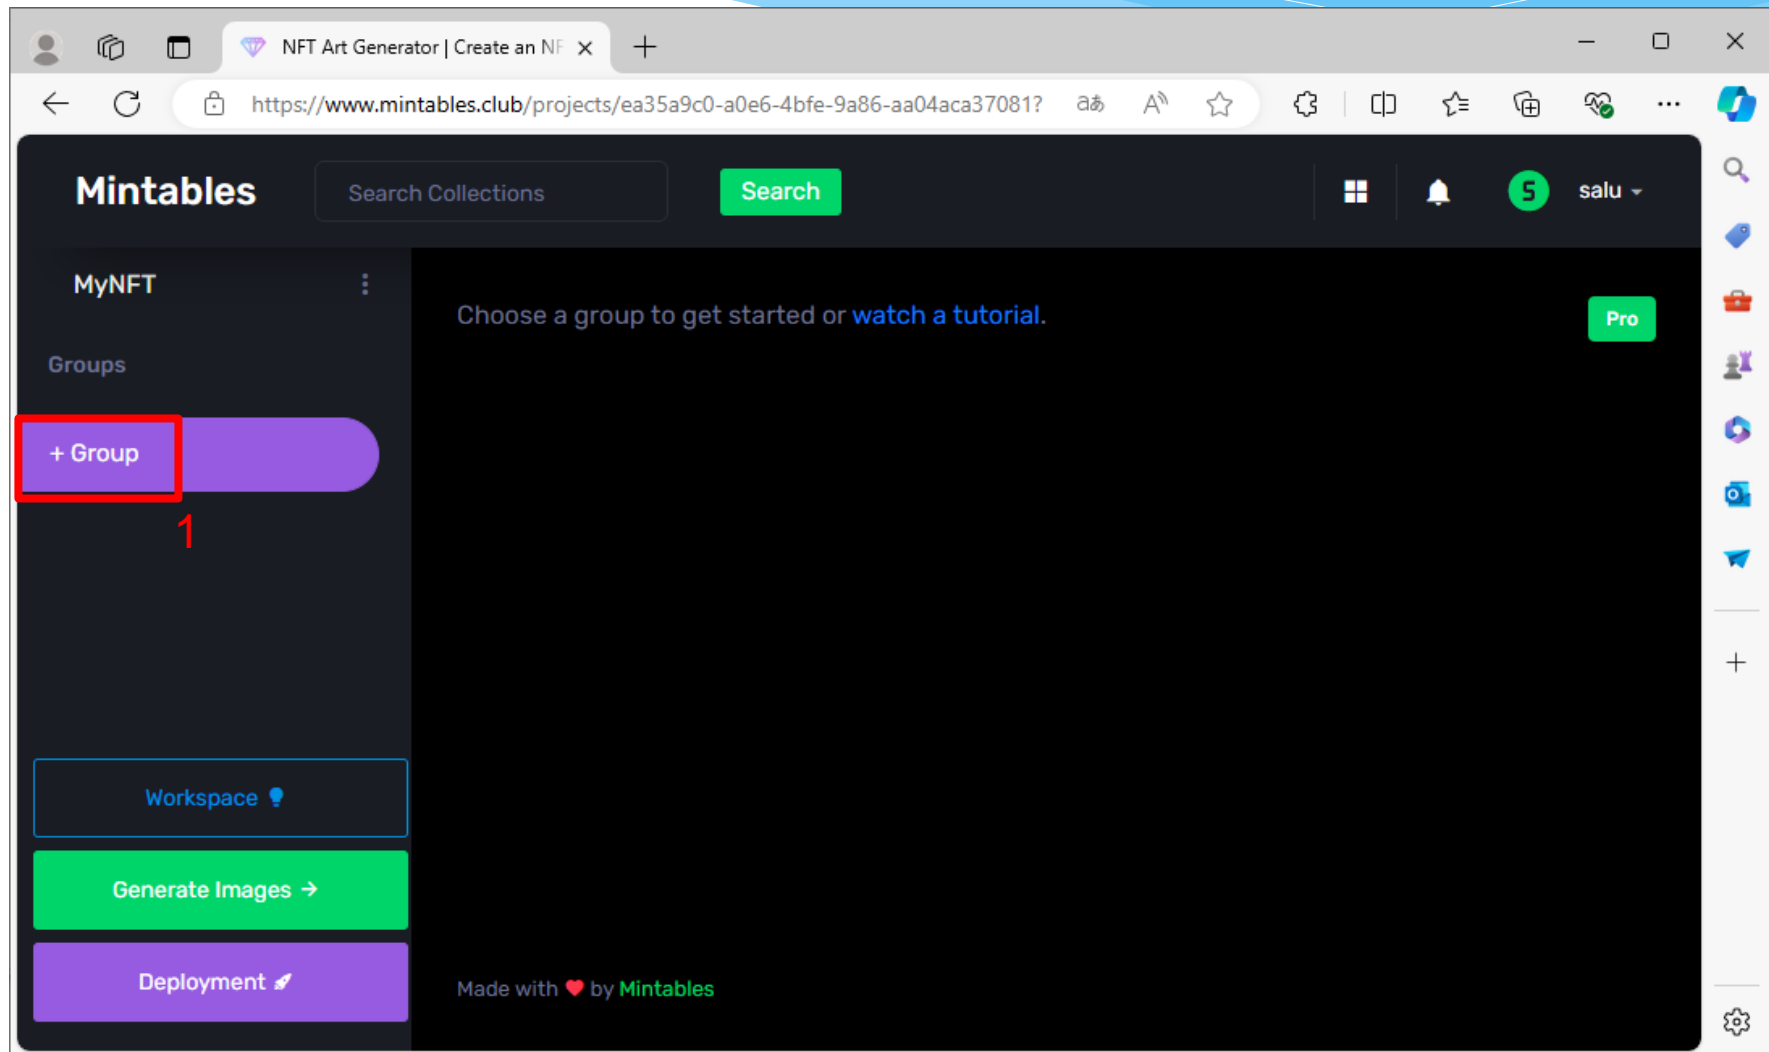 NFT Art Generator | Create an NF
https://www.mintables.club/projects/ea35a9c0-a0e6-4bfe-9a86-aa04aca37081?
aあ
Mintables
Search Collections
Search
S
salu
MyNFT
Choose a group to get started or watch a tutorial.
Pro
Groups
+ Group
1
Workspace
Generate Images →
Deployment
Made with ❤ by Mintables